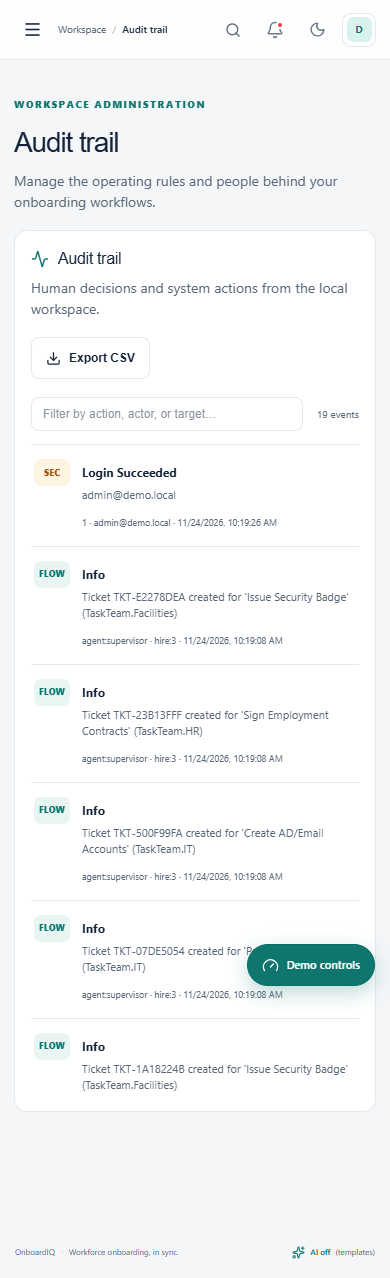 Workspace / Audit trail
D
WORKSPACE ADMINISTRATION
Audit trail
Manage the operating rules and people behind your
onboarding workflows.
Audit trail
Human decisions and system actions from the local
workspace.
Export CSV
Filter by action, actor, or target...
19 events
SEC
Login Succeeded
admin@demo.local
1 · admin@demo.local · 11/24/2026, 10:19:26 AM
FLOW
Info
Ticket TKT-E2278DEA created for 'Issue Security Badge'
(TaskTeam.Facilities)
agent:supervisor · hire:3 · 11/24/2026, 10:19:08 AM
FLOW
Info
Ticket TKT-23B13FFF created for 'Sign Employment
Contracts' (TaskTeam.HR)
agent:supervisor · hire:3 · 11/24/2026, 10:19:08 AM
FLOW
Info
Ticket TKT-500F99FA created for 'Create AD/Email
Accounts' (TaskTeam.IT)
agent:supervisor · hire:3 · 11/24/2026, 10:19:08 AM
FLOW
Info
Ticket TKT-07DE5054 created for
(TaskTeam.IT)
Demo controls
agent:supervisor · hire:3 · 11/24/2026, 10:19:08 AM
FLOW
Info
Ticket TKT-1A18224B created for 'Issue Security Badge'
(TaskTeam.Facilities)
OnboardIQ · Workforce onboarding, in sync.
AI off (templates)